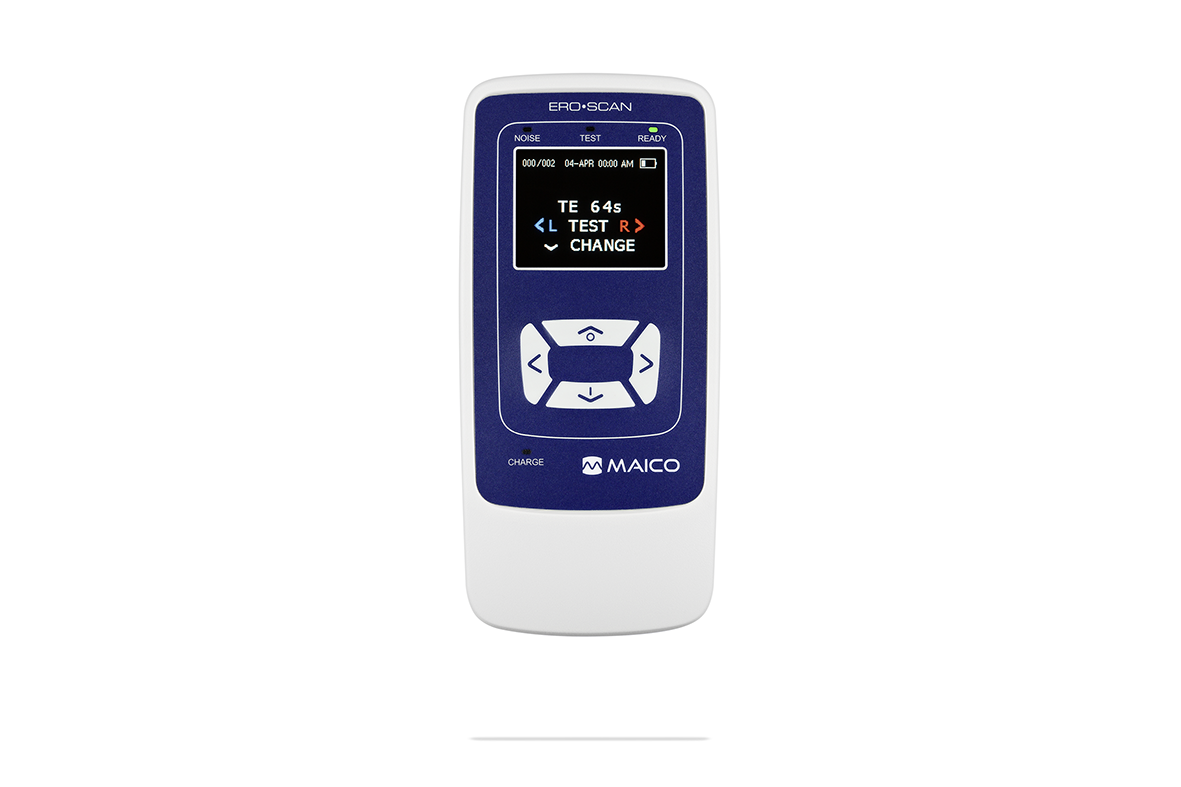 ERO•SCAN
NOISE TEST READY
000/002 04-APR 00:00 AM
TE 64s
<L TEST R>
CHANGE
CHARGE MAICO